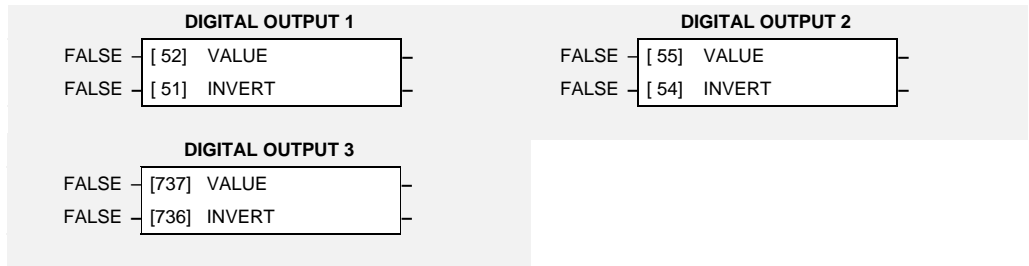 DIGITAL OUTPUT 1
FALSE [ 52] VALUE
FALSE [ 51] INVERT
DIGITAL OUTPUT 2
FALSE [ 55] VALUE
FALSE [ 54] INVERT
DIGITAL OUTPUT 3
FALSE [737] VALUE
FALSE [736] INVERT